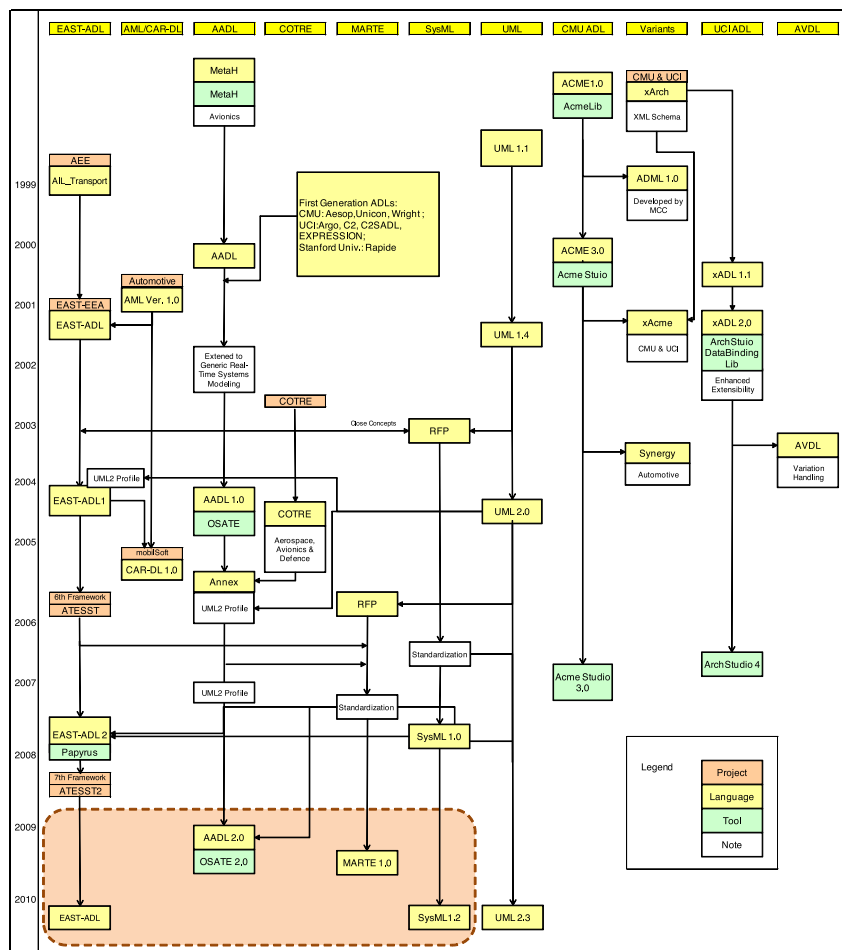 EAST-ADL
AML/CAR-DL
AADL
COTRE
MARTE
SysML
UML
CMU ADL
Variants
UCI ADL
AVDL
MetaH
MetaH
Avionics
ACME1.0
AcmeLib
CMU & UCI
xArch
XML Schema
UML 1.1
AEE
AIL_Transport
1999
First Generation ADLs:
CMU: Aesop,Unicon, Wright ;
UCI:Argo, C2, C2SADL,
EXPRESSION;
Stanford Univ.: Rapide
ADML 1.0
Developed by
MCC
2000
AADL
ACME 3.0
Acme Stuio
xADL 1.1
Automotive
AML Ver. 1,0
2001
EAST-EEA
EAST-ADL
UML 1,4
xAcme
CMU & UCI
xADL 2,0
ArchStuio
DataBinding
Lib
Enhanced
Extensibility
2002
Extened to
Generic Real-
Time Systems
Modeling
COTRE
2003
Close Concepts
RFP
Synergy
Automotive
AVDL
Variation
Handling
2004
UML2 Profile
EAST-ADL1
AADL 1.0
OSATE
COTRE
Aerospace,
Avionics &
Defence
UML 2.0
2005
mobilSoft
CAR-DL 1,0
Annex
UML2 Profile
6th Framework
ATESST
RFP
2006
Standardization
Acme Studio
3,0
ArchStudio 4
2007
UML2 Profile
Standardization
EAST-ADL 2
Papyrus
SysML 1.0
2008
7th Framework
ATESST2
Legend
Project
Language
Tool
Note
2009
AADL 2.0
OSATE 2,0
MARTE 1,0
2010
EAST-ADL
SysML1.2
UML 2.3